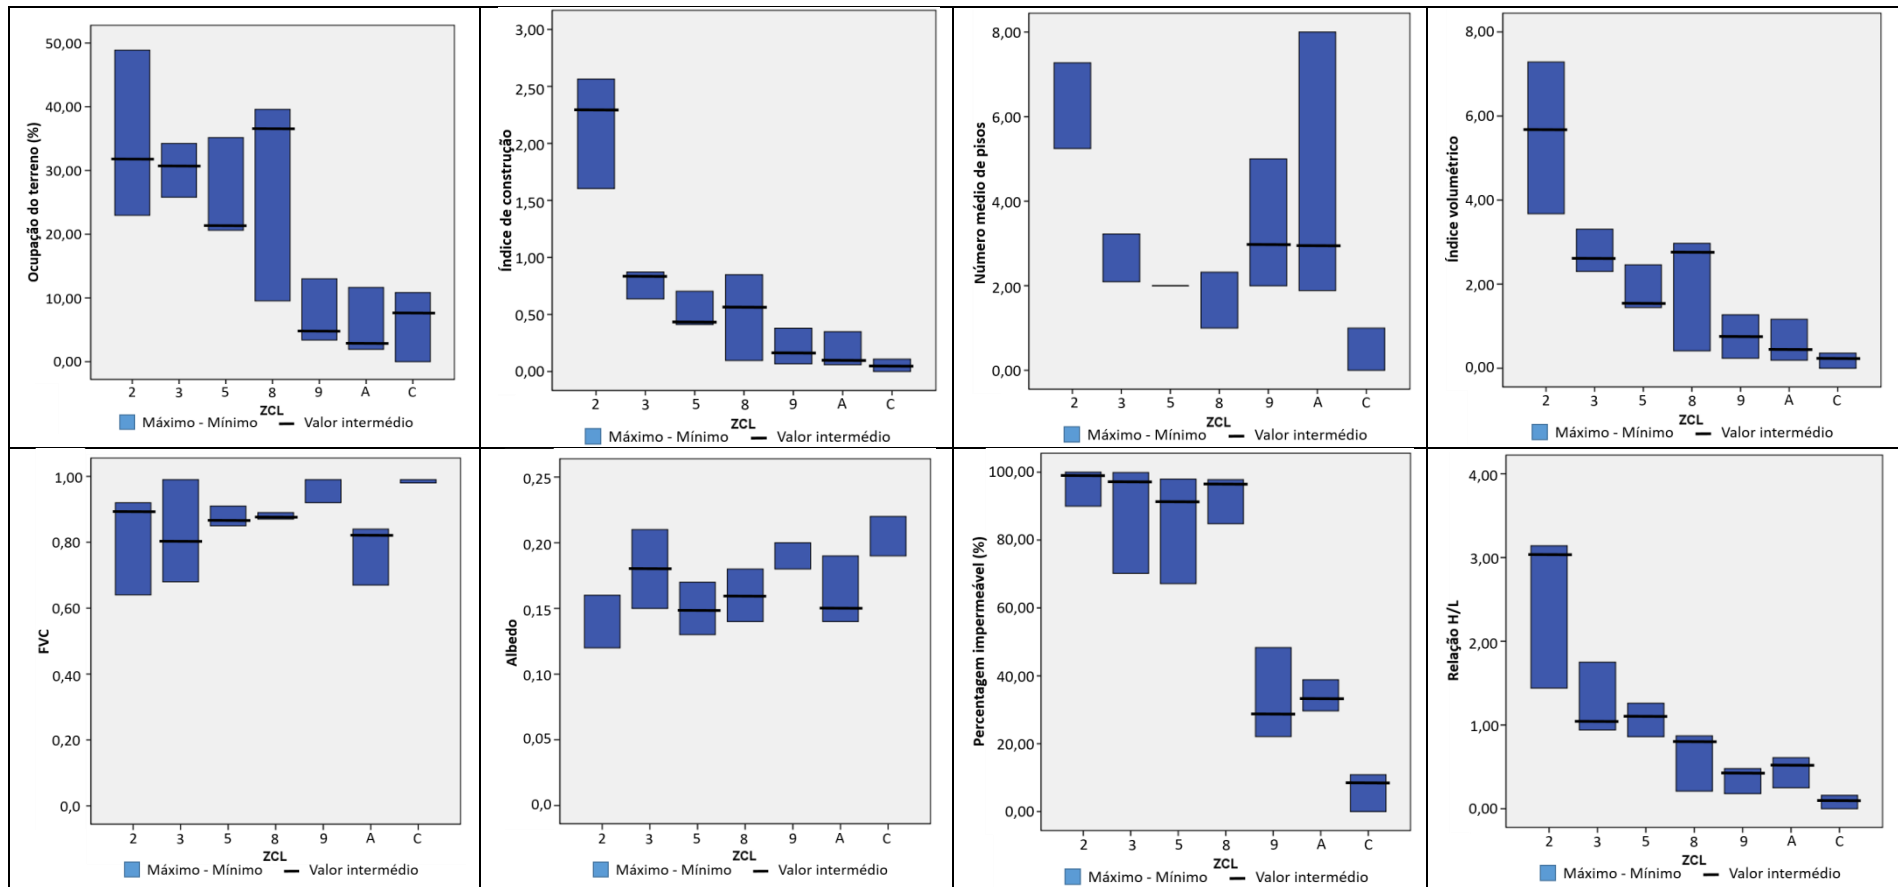 Ocupação do terreno (%)
50,00
40,00
30,00
20,00
10,00
0,00
2 3 5 8 9 A C
ZCL
Máximo - Mínimo Valor intermédio
Índice de construção
3,00
2,50
2,00
1,50
1,00
0,50
0,00
2 3 5 8 9 A C
ZCL
Máximo - Mínimo Valor intermédio
Número médio de pisos
8,00
6,00
4,00
2,00
0,00
2 3 5 8 9 A C
ZCL
Máximo - Mínimo Valor intermédio
Índice volumétrico
8,00
6,00
4,00
2,00
0,00
2 3 5 8 9 A C
ZCL
Máximo - Mínimo Valor intermédio
FVC
1,00
0,80
0,60
0,40
0,20
0,0
2 3 5 8 9 A C
ZCL
Máximo - Mínimo Valor intermédio
Albedo
0,25
0,20
0,15
0,10
0,05
0,0
2 3 5 8 9 A C
ZCL
Máximo - Mínimo Valor intermédio
Percentagem impermeável (%)
100,00
80,00
60,00
40,00
20,00
0,00
2 3 5 8 9 A C
ZCL
Máximo - Mínimo Valor intermédio
Relação H/L
4,00
3,00
2,00
1,00
0,00
2 3 5 8 9 A C
ZCL
Máximo - Mínimo Valor intermédio